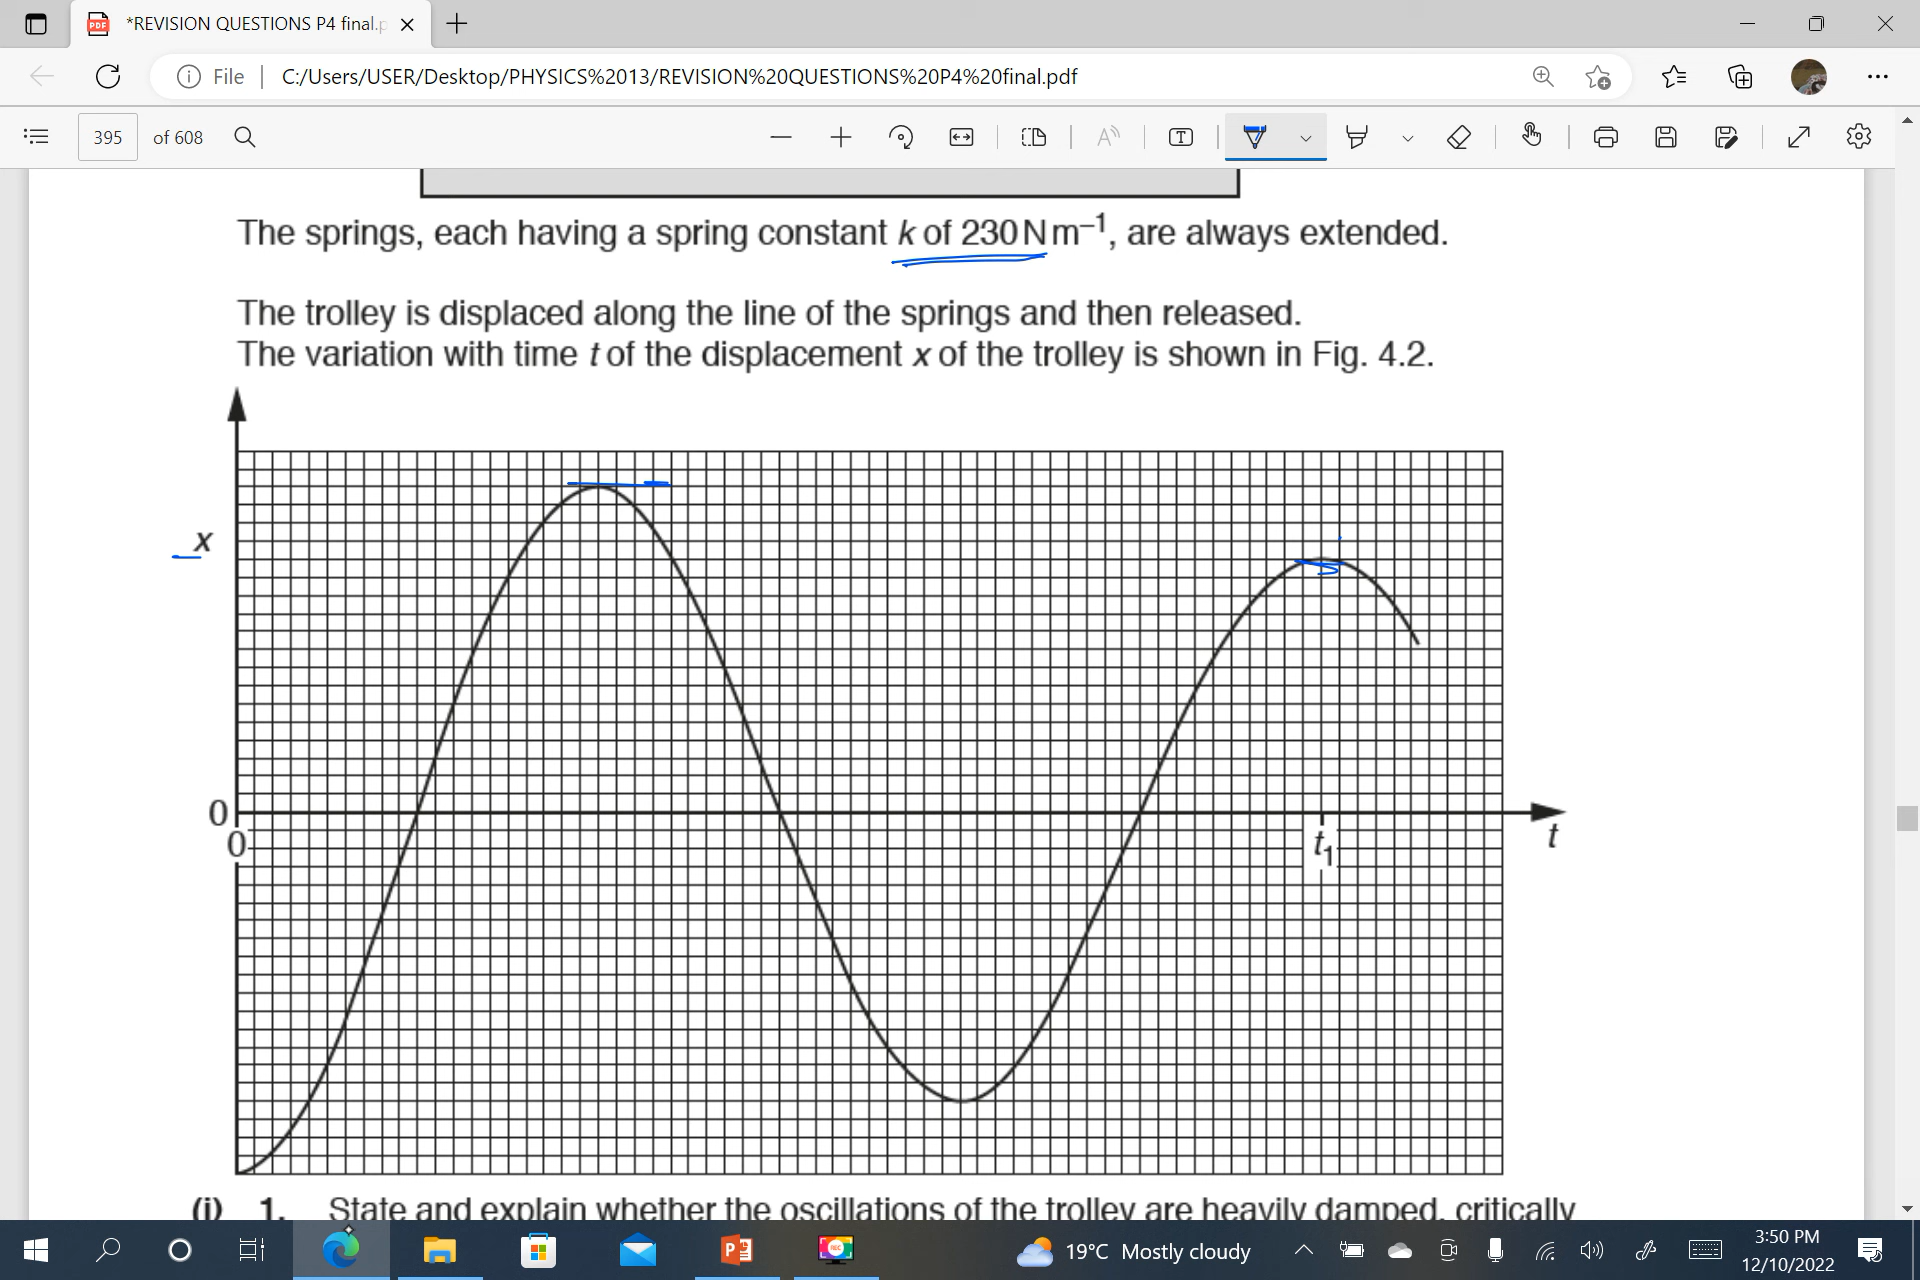 *REVISION QUESTIONS P4 final.p
File
C:/Users/USER/Desktop/PHYSICS%2013/REVISION%20QUESTIONS%20P4%20final.pdf
395 of 608
The springs, each having a spring constant k of 230 N m⁻¹, are always extended.
The trolley is displaced along the line of the springs and then released.
The variation with time t of the displacement x of the trolley is shown in Fig. 4.2.
x
0
0
t₁
t
(i) 1. State and explain whether the oscillations of the trolley are heavily damped, critically
19°C Mostly cloudy
3:50 PM
12/10/2022